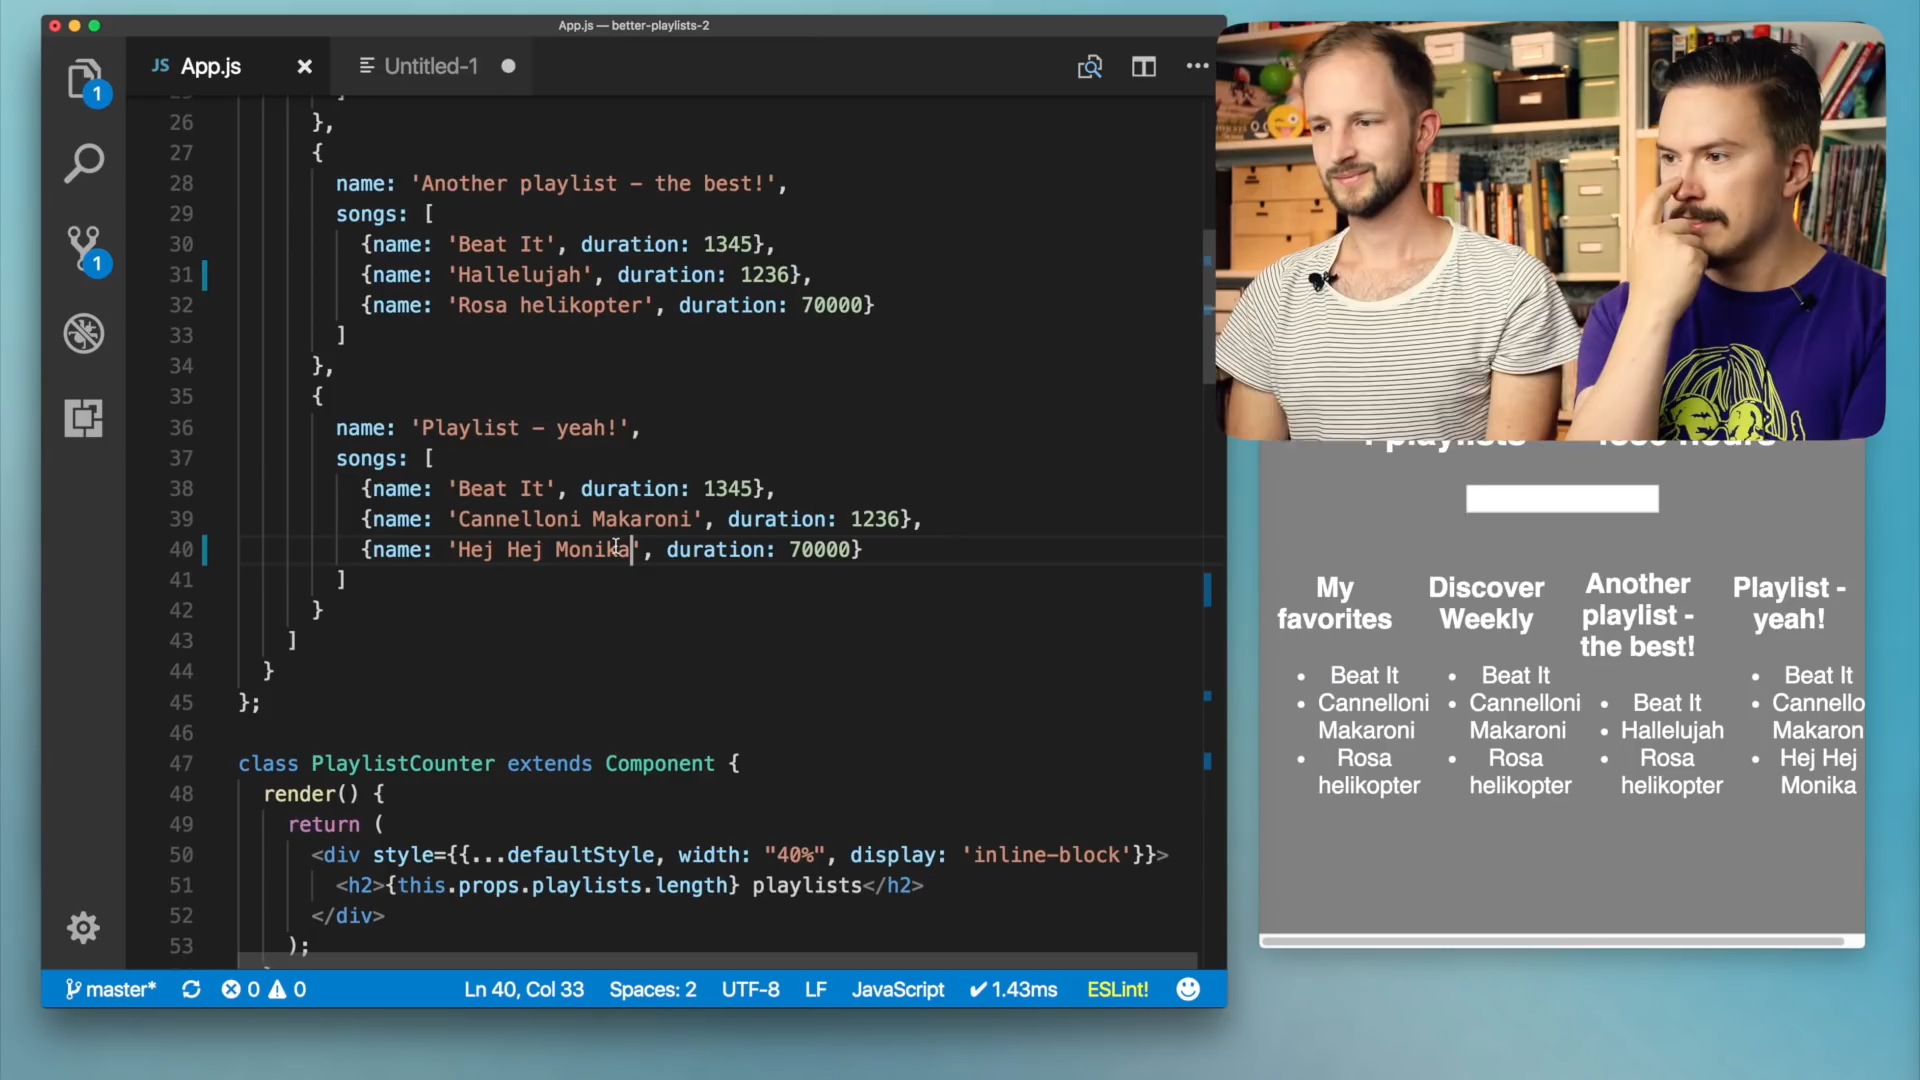 App.js — better-playlists-2
JS App.js
Untitled-1
1
1
26 },
27 {
28 name: 'Another playlist - the best!',
29 songs: [
30 {name: 'Beat It', duration: 1345},
31 {name: 'Hallelujah', duration: 1236},
32 {name: 'Rosa helikopter', duration: 70000}
33 ]
34 },
35 {
36 name: 'Playlist - yeah!',
37 songs: [
38 {name: 'Beat It', duration: 1345},
39 {name: 'Cannelloni Makaroni', duration: 1236},
40 {name: 'Hej Hej Monika', duration: 70000}
41 ]
42 }
43 ]
44 }
45 };
46
47 class PlaylistCounter extends Component {
48 render() {
49 return (
50 <div style={{...defaultStyle, width: "40%", display: 'inline-block'}}>
51 <h2>{this.props.playlists.length} playlists</h2>
52 </div>
53 );
master* 0 0 Ln 40, Col 33 Spaces: 2 UTF-8 LF JavaScript ✔ 1.43ms ESLint!
playlists hours
My favorites
Beat It
Cannelloni
Makaroni
Rosa
helikopter
Discover
Weekly
Beat It
Cannelloni
Makaroni
Rosa
helikopter
Another
playlist -
the best!
Beat It
Hallelujah
Rosa
helikopter
Playlist -
yeah!
Beat It
Cannello
Makaron
Hej Hej
Monika